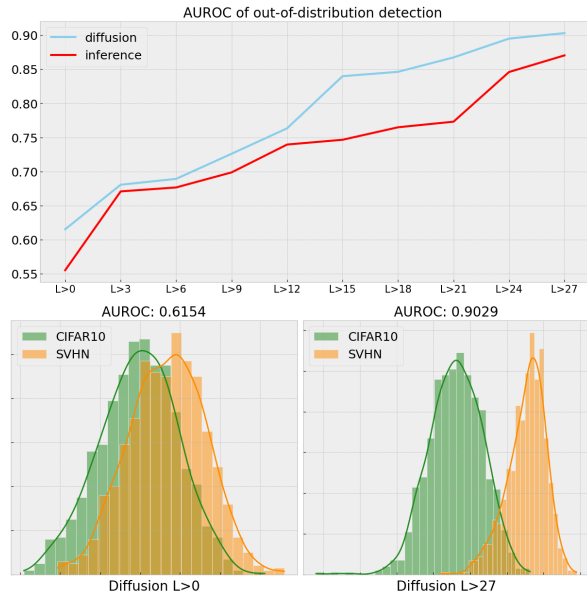 AUROC of out-of-distribution detection
diffusion
inference
0.90
0.85
0.80
0.75
0.70
0.65
0.60
0.55
L>0 L>3 L>6 L>9 L>12 L>15 L>18 L>21 L>24 L>27
AUROC: 0.6154
CIFAR10
SVHN
Diffusion L>0
AUROC: 0.9029
CIFAR10
SVHN
Diffusion L>27